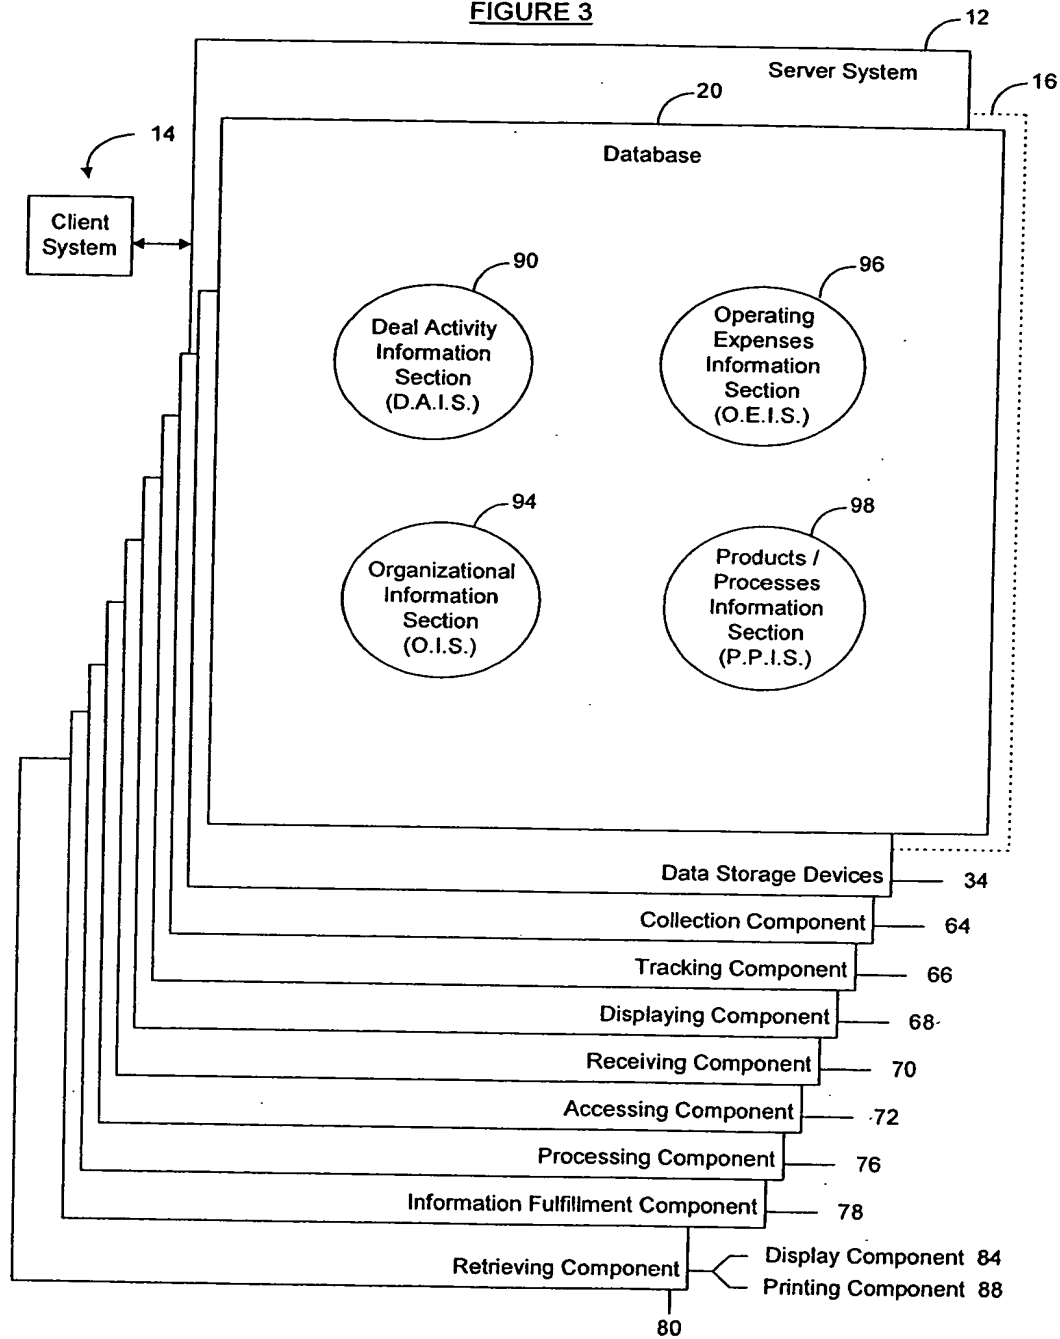 FIGURE 3
12
Server System
16
20
14
Database
Client
System
90
Deal Activity
Information
Section
(D.A.I.S.)
96
Operating
Expenses
Information
Section
(O.E.I.S.)
94
Organizational
Information
Section
(O.I.S.)
98
Products /
Processes
Information
Section
(P.P.I.S.)
Data Storage Devices 34
Collection Component 64
Tracking Component 66
Displaying Component 68
Receiving Component 70
Accessing Component 72
Processing Component 76
Information Fulfillment Component 78
Retrieving Component
Display Component 84
Printing Component 88
80